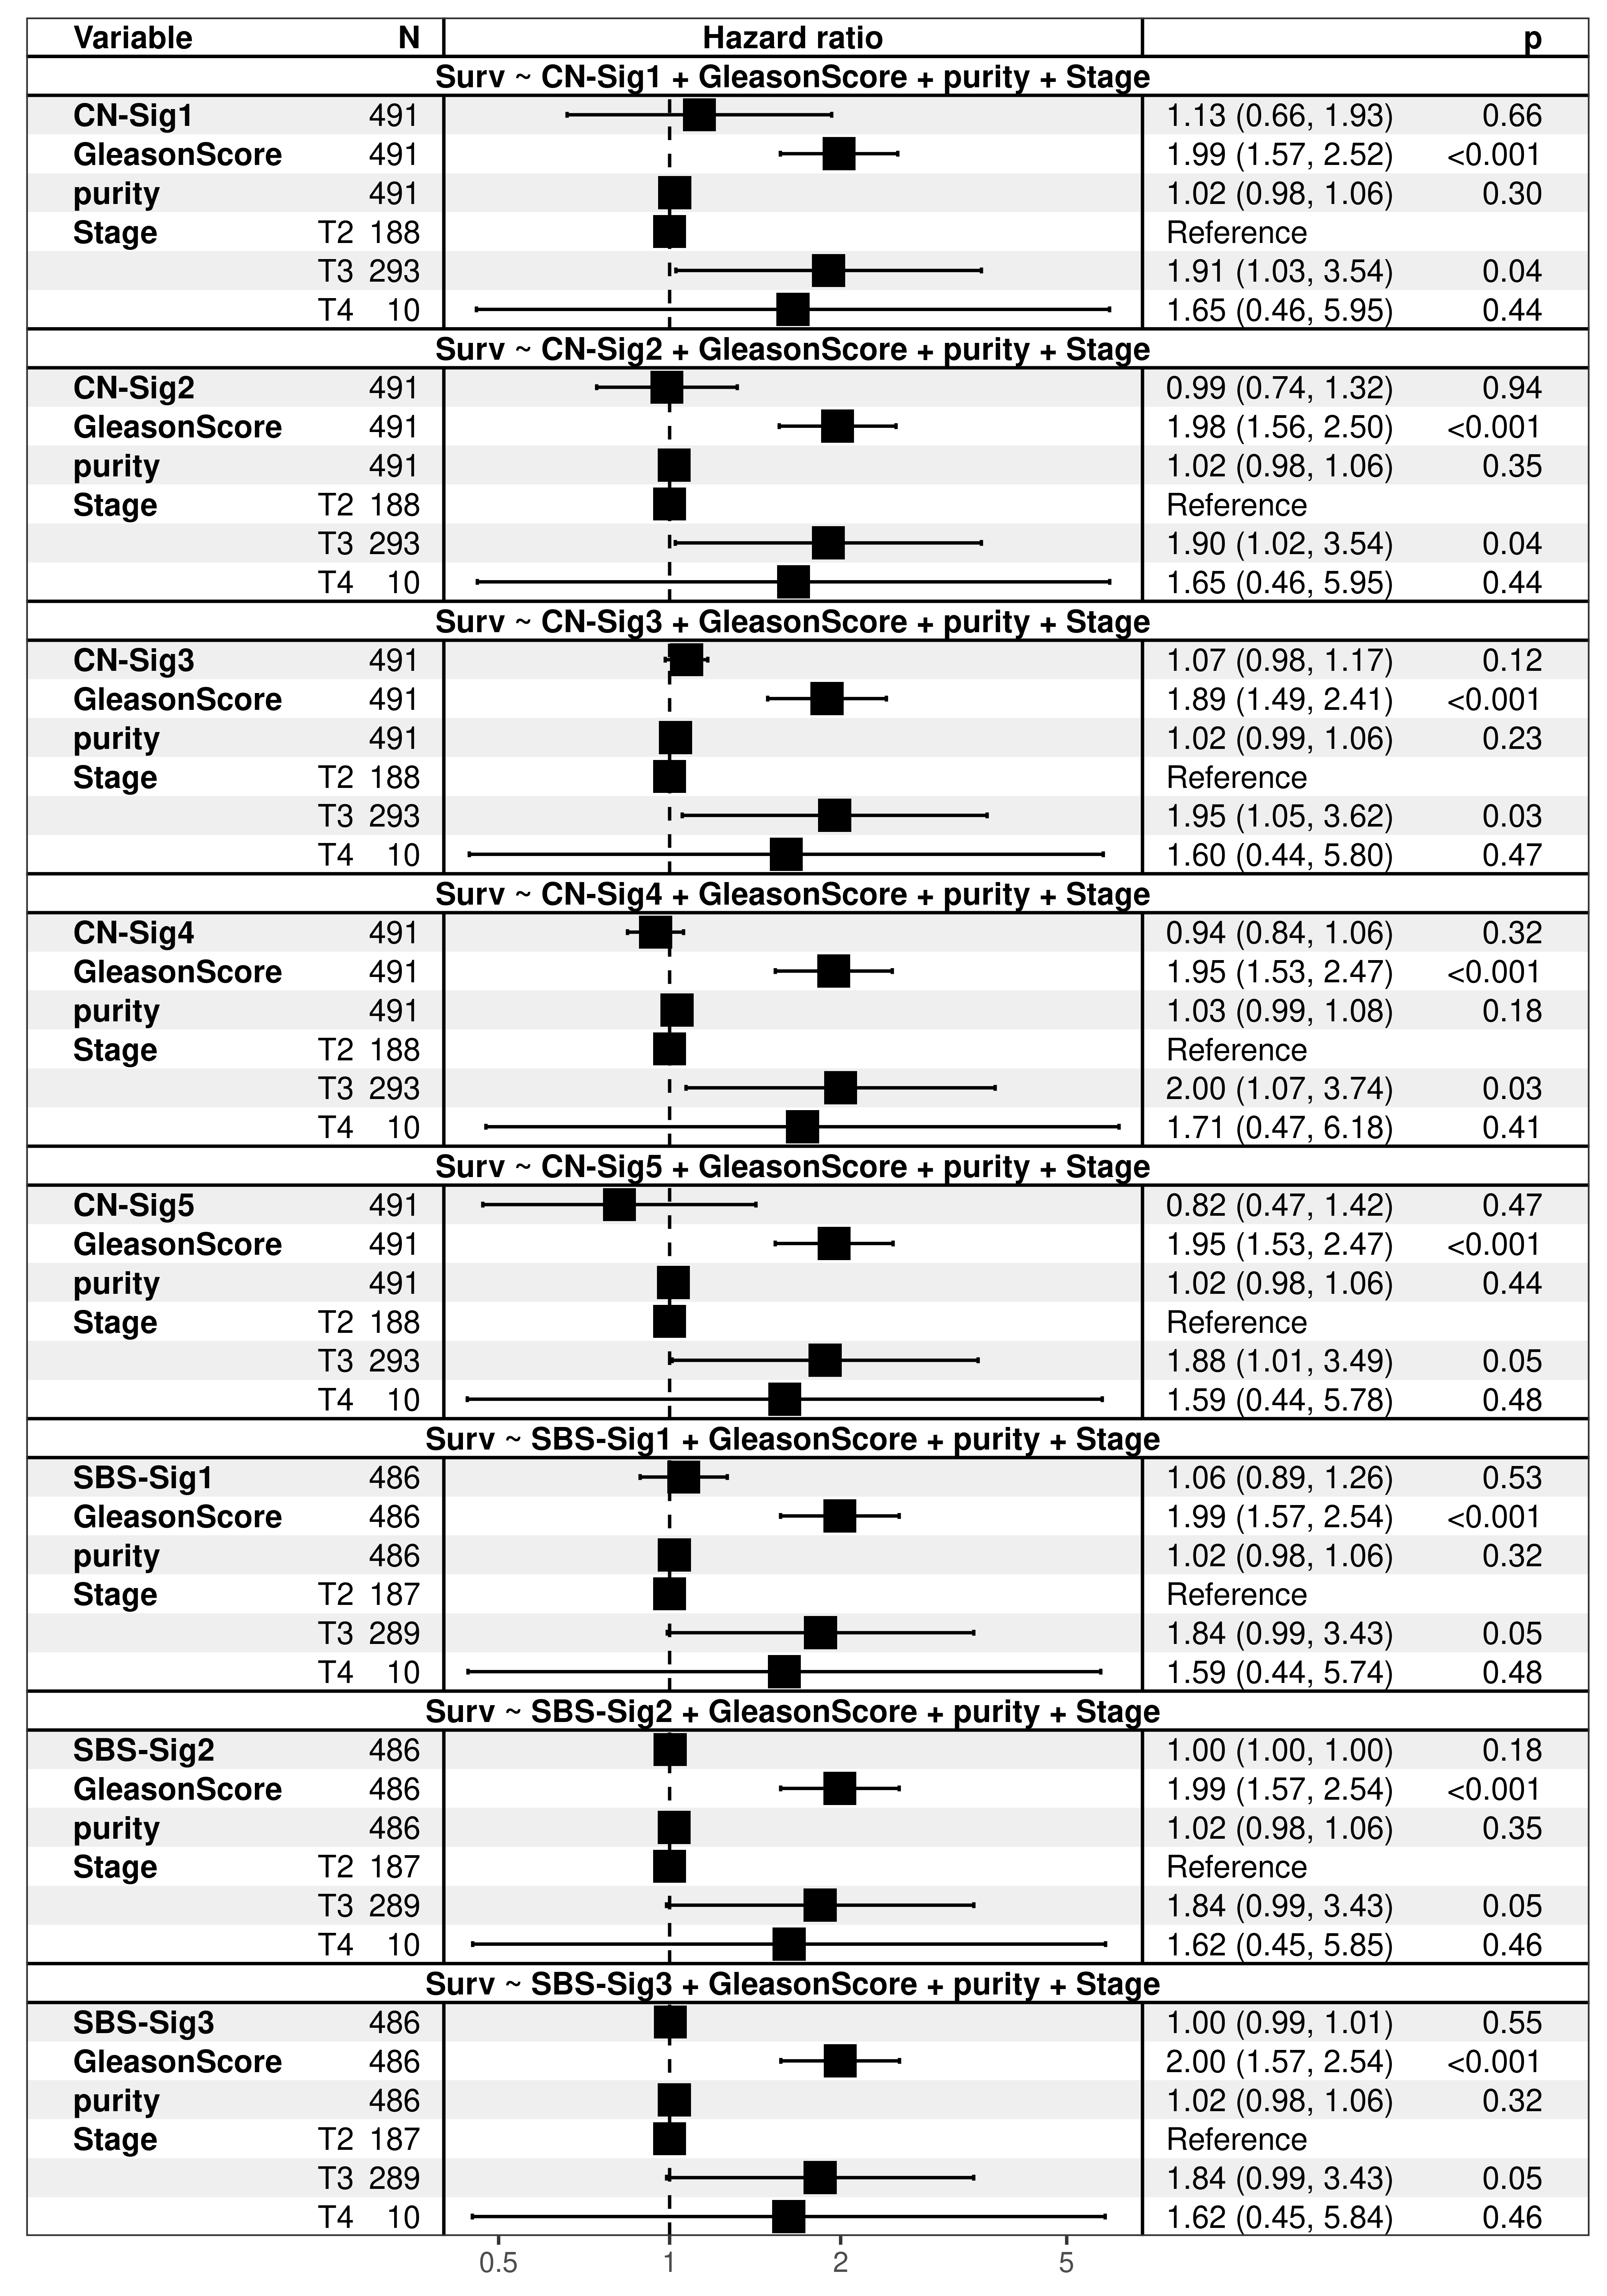 Variable N Hazard ratio p
Surv ~ CN-Sig1 + GleasonScore + purity + Stage
CN-Sig1 491 1.13 (0.66, 1.93) 0.66
GleasonScore 491 1.99 (1.57, 2.52) <0.001
purity 491 1.02 (0.98, 1.06) 0.30
Stage T2 188 Reference
T3 293 1.91 (1.03, 3.54) 0.04
T4 10 1.65 (0.46, 5.95) 0.44
Surv ~ CN-Sig2 + GleasonScore + purity + Stage
CN-Sig2 491 0.99 (0.74, 1.32) 0.94
GleasonScore 491 1.98 (1.56, 2.50) <0.001
purity 491 1.02 (0.98, 1.06) 0.35
Stage T2 188 Reference
T3 293 1.90 (1.02, 3.54) 0.04
T4 10 1.65 (0.46, 5.95) 0.44
Surv ~ CN-Sig3 + GleasonScore + purity + Stage
CN-Sig3 491 1.07 (0.98, 1.17) 0.12
GleasonScore 491 1.89 (1.49, 2.41) <0.001
purity 491 1.02 (0.99, 1.06) 0.23
Stage T2 188 Reference
T3 293 1.95 (1.05, 3.62) 0.03
T4 10 1.60 (0.44, 5.80) 0.47
Surv ~ CN-Sig4 + GleasonScore + purity + Stage
CN-Sig4 491 0.94 (0.84, 1.06) 0.32
GleasonScore 491 1.95 (1.53, 2.47) <0.001
purity 491 1.03 (0.99, 1.08) 0.18
Stage T2 188 Reference
T3 293 2.00 (1.07, 3.74) 0.03
T4 10 1.71 (0.47, 6.18) 0.41
Surv ~ CN-Sig5 + GleasonScore + purity + Stage
CN-Sig5 491 0.82 (0.47, 1.42) 0.47
GleasonScore 491 1.95 (1.53, 2.47) <0.001
purity 491 1.02 (0.98, 1.06) 0.44
Stage T2 188 Reference
T3 293 1.88 (1.01, 3.49) 0.05
T4 10 1.59 (0.44, 5.78) 0.48
Surv ~ SBS-Sig1 + GleasonScore + purity + Stage
SBS-Sig1 486 1.06 (0.89, 1.26) 0.53
GleasonScore 486 1.99 (1.57, 2.54) <0.001
purity 486 1.02 (0.98, 1.06) 0.32
Stage T2 187 Reference
T3 289 1.84 (0.99, 3.43) 0.05
T4 10 1.59 (0.44, 5.74) 0.48
Surv ~ SBS-Sig2 + GleasonScore + purity + Stage
SBS-Sig2 486 1.00 (1.00, 1.00) 0.18
GleasonScore 486 1.99 (1.57, 2.54) <0.001
purity 486 1.02 (0.98, 1.06) 0.35
Stage T2 187 Reference
T3 289 1.84 (0.99, 3.43) 0.05
T4 10 1.62 (0.45, 5.85) 0.46
Surv ~ SBS-Sig3 + GleasonScore + purity + Stage
SBS-Sig3 486 1.00 (0.99, 1.01) 0.55
GleasonScore 486 2.00 (1.57, 2.54) <0.001
purity 486 1.02 (0.98, 1.06) 0.32
Stage T2 187 Reference
T3 289 1.84 (0.99, 3.43) 0.05
T4 10 1.62 (0.45, 5.84) 0.46
0.5 1 2 5